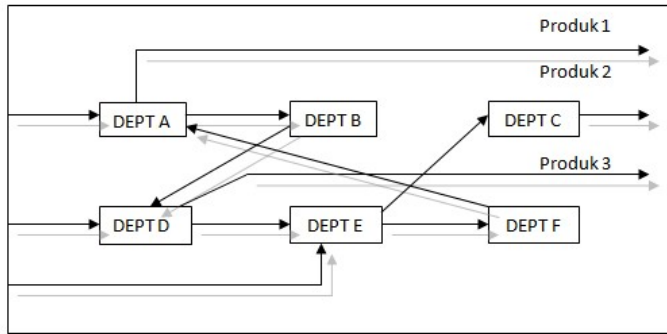 Produk 1
Produk 2
DEPT A
DEPT B
DEPT C
Produk 3
DEPT D
DEPT E
DEPT F